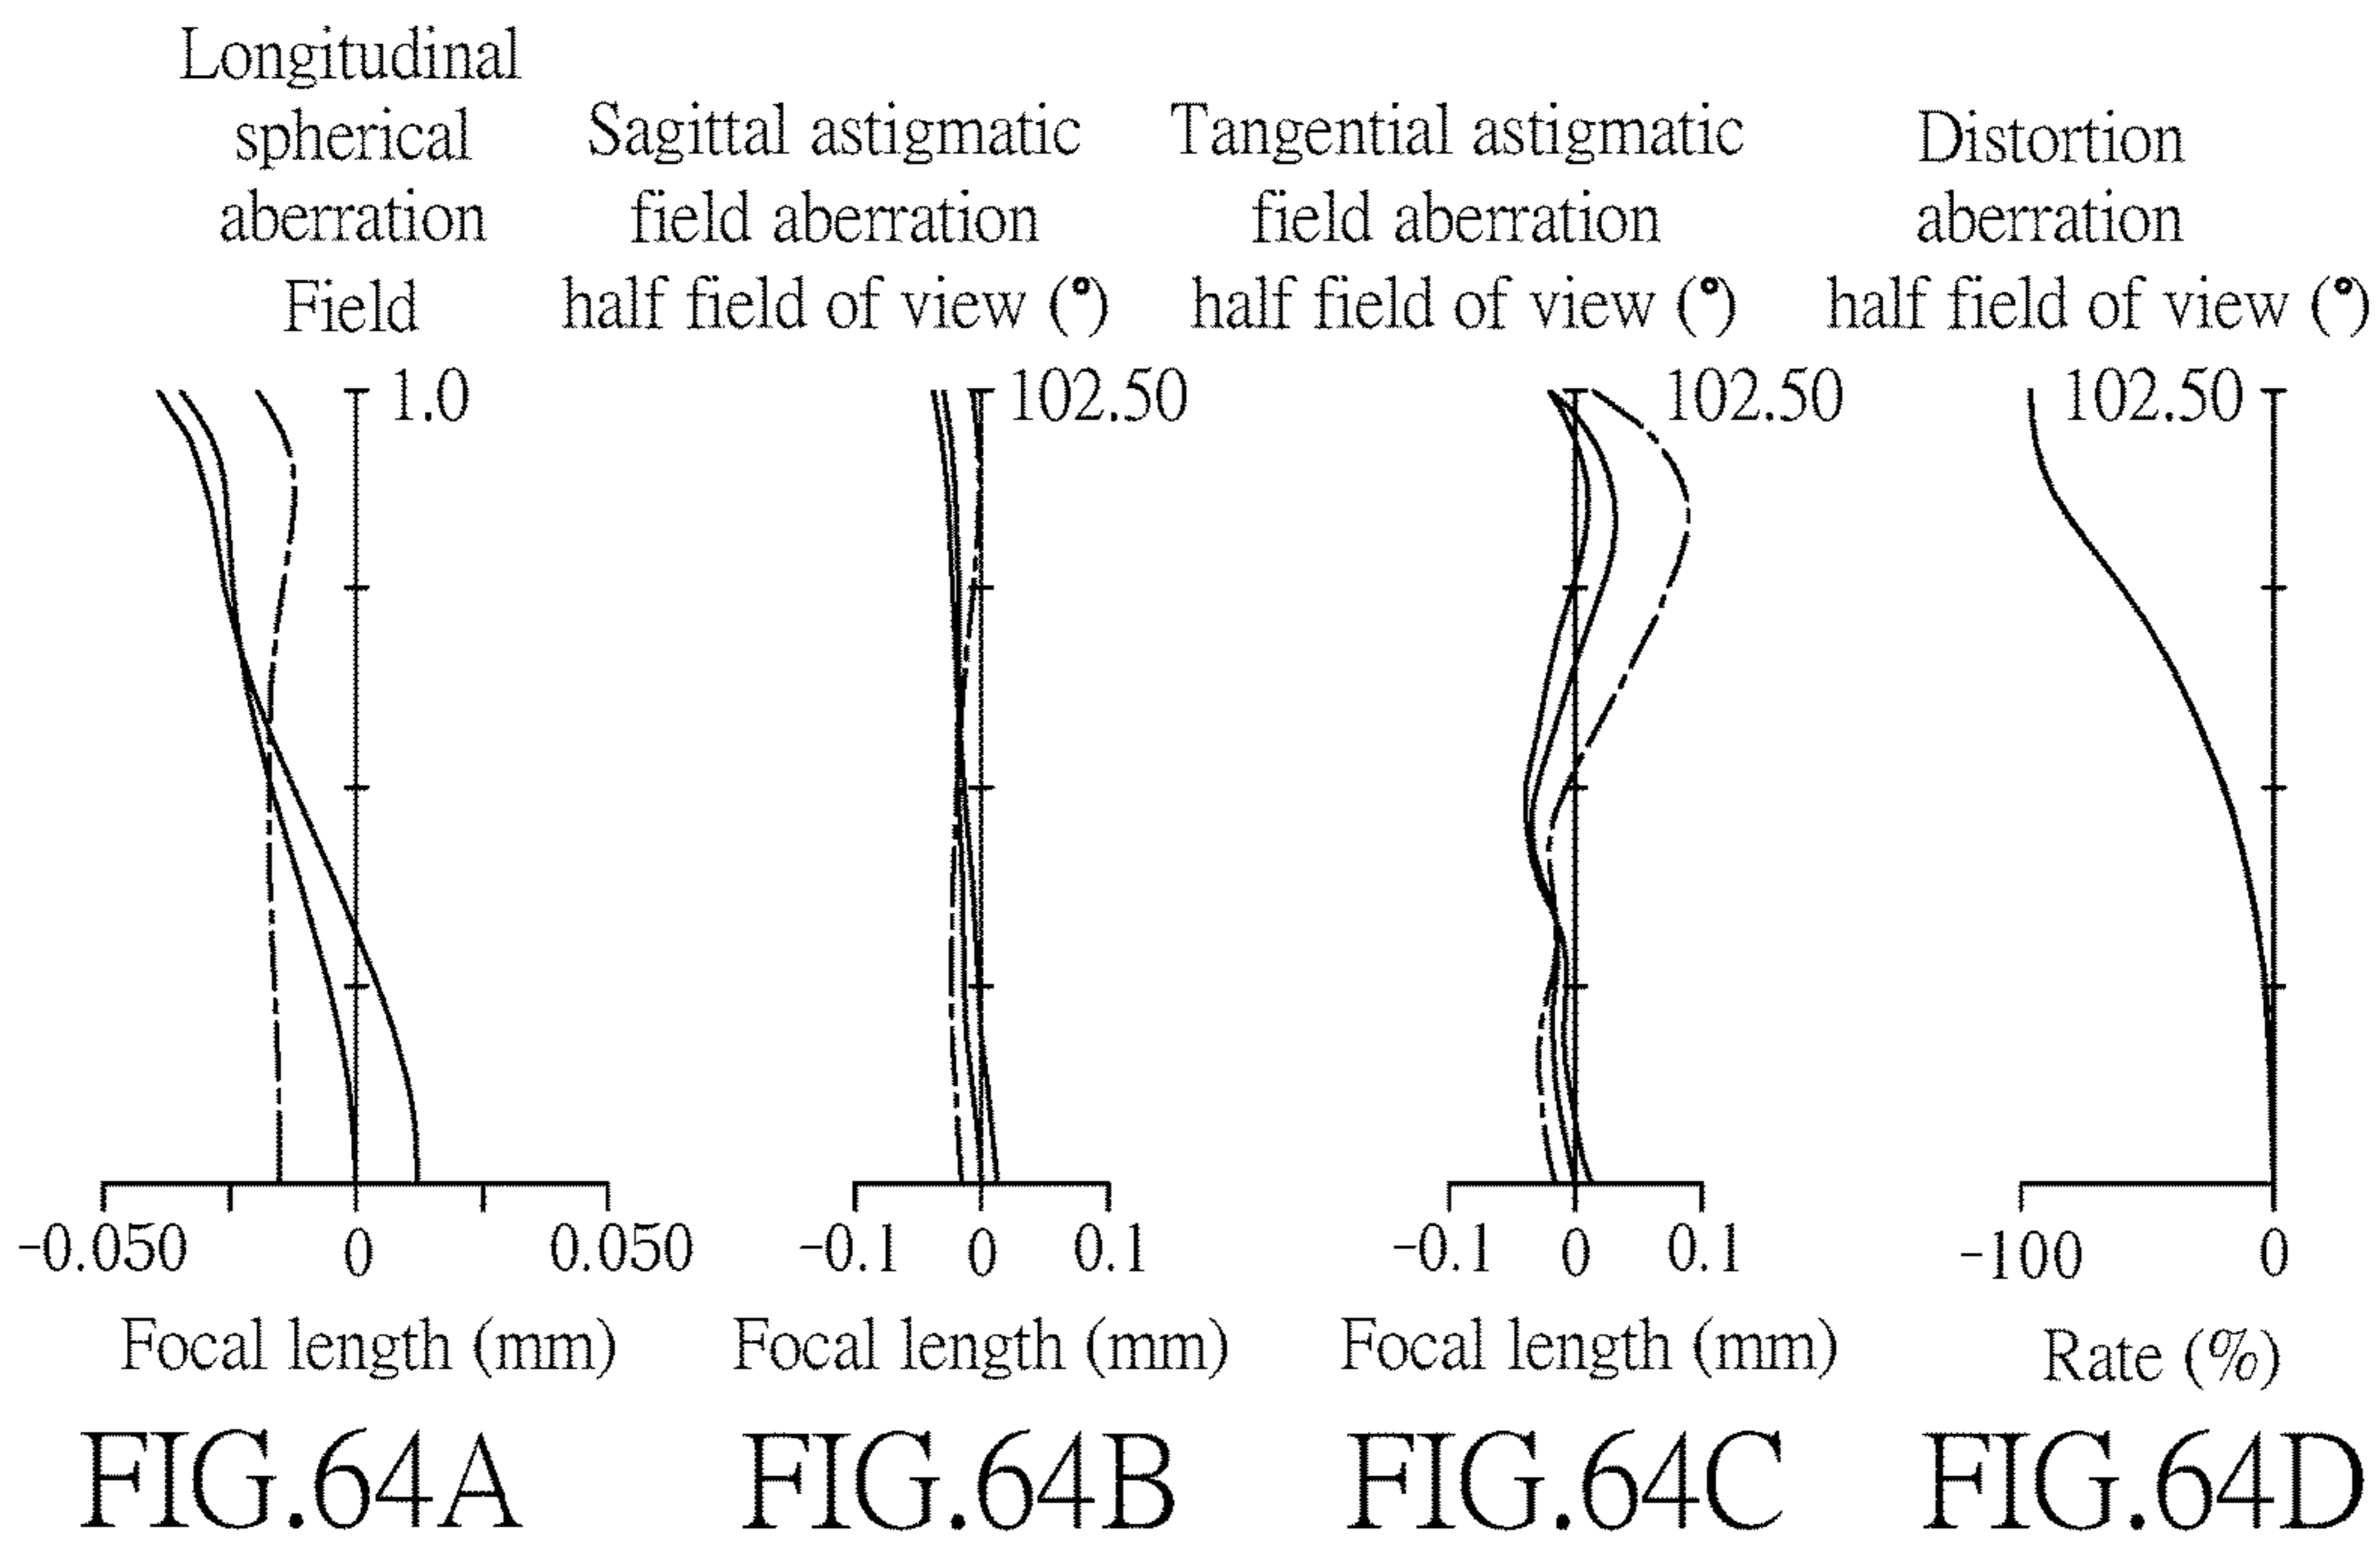 Longitudinal
spherical
aberration
Field
1.0
-0.050
0
0.050
Focal length (mm)
FIG.64A
Sagittal astigmatic
field aberration
half field of view (°)
102.50
-0.1
0
0.1
Focal length (mm)
FIG.64B
Tangential astigmatic
field aberration
half field of view (°)
102.50
-0.1
0
0.1
Focal length (mm)
FIG.64C
Distortion
aberration
half field of view (°)
102.50
-100
0
Rate (%)
FIG.64D